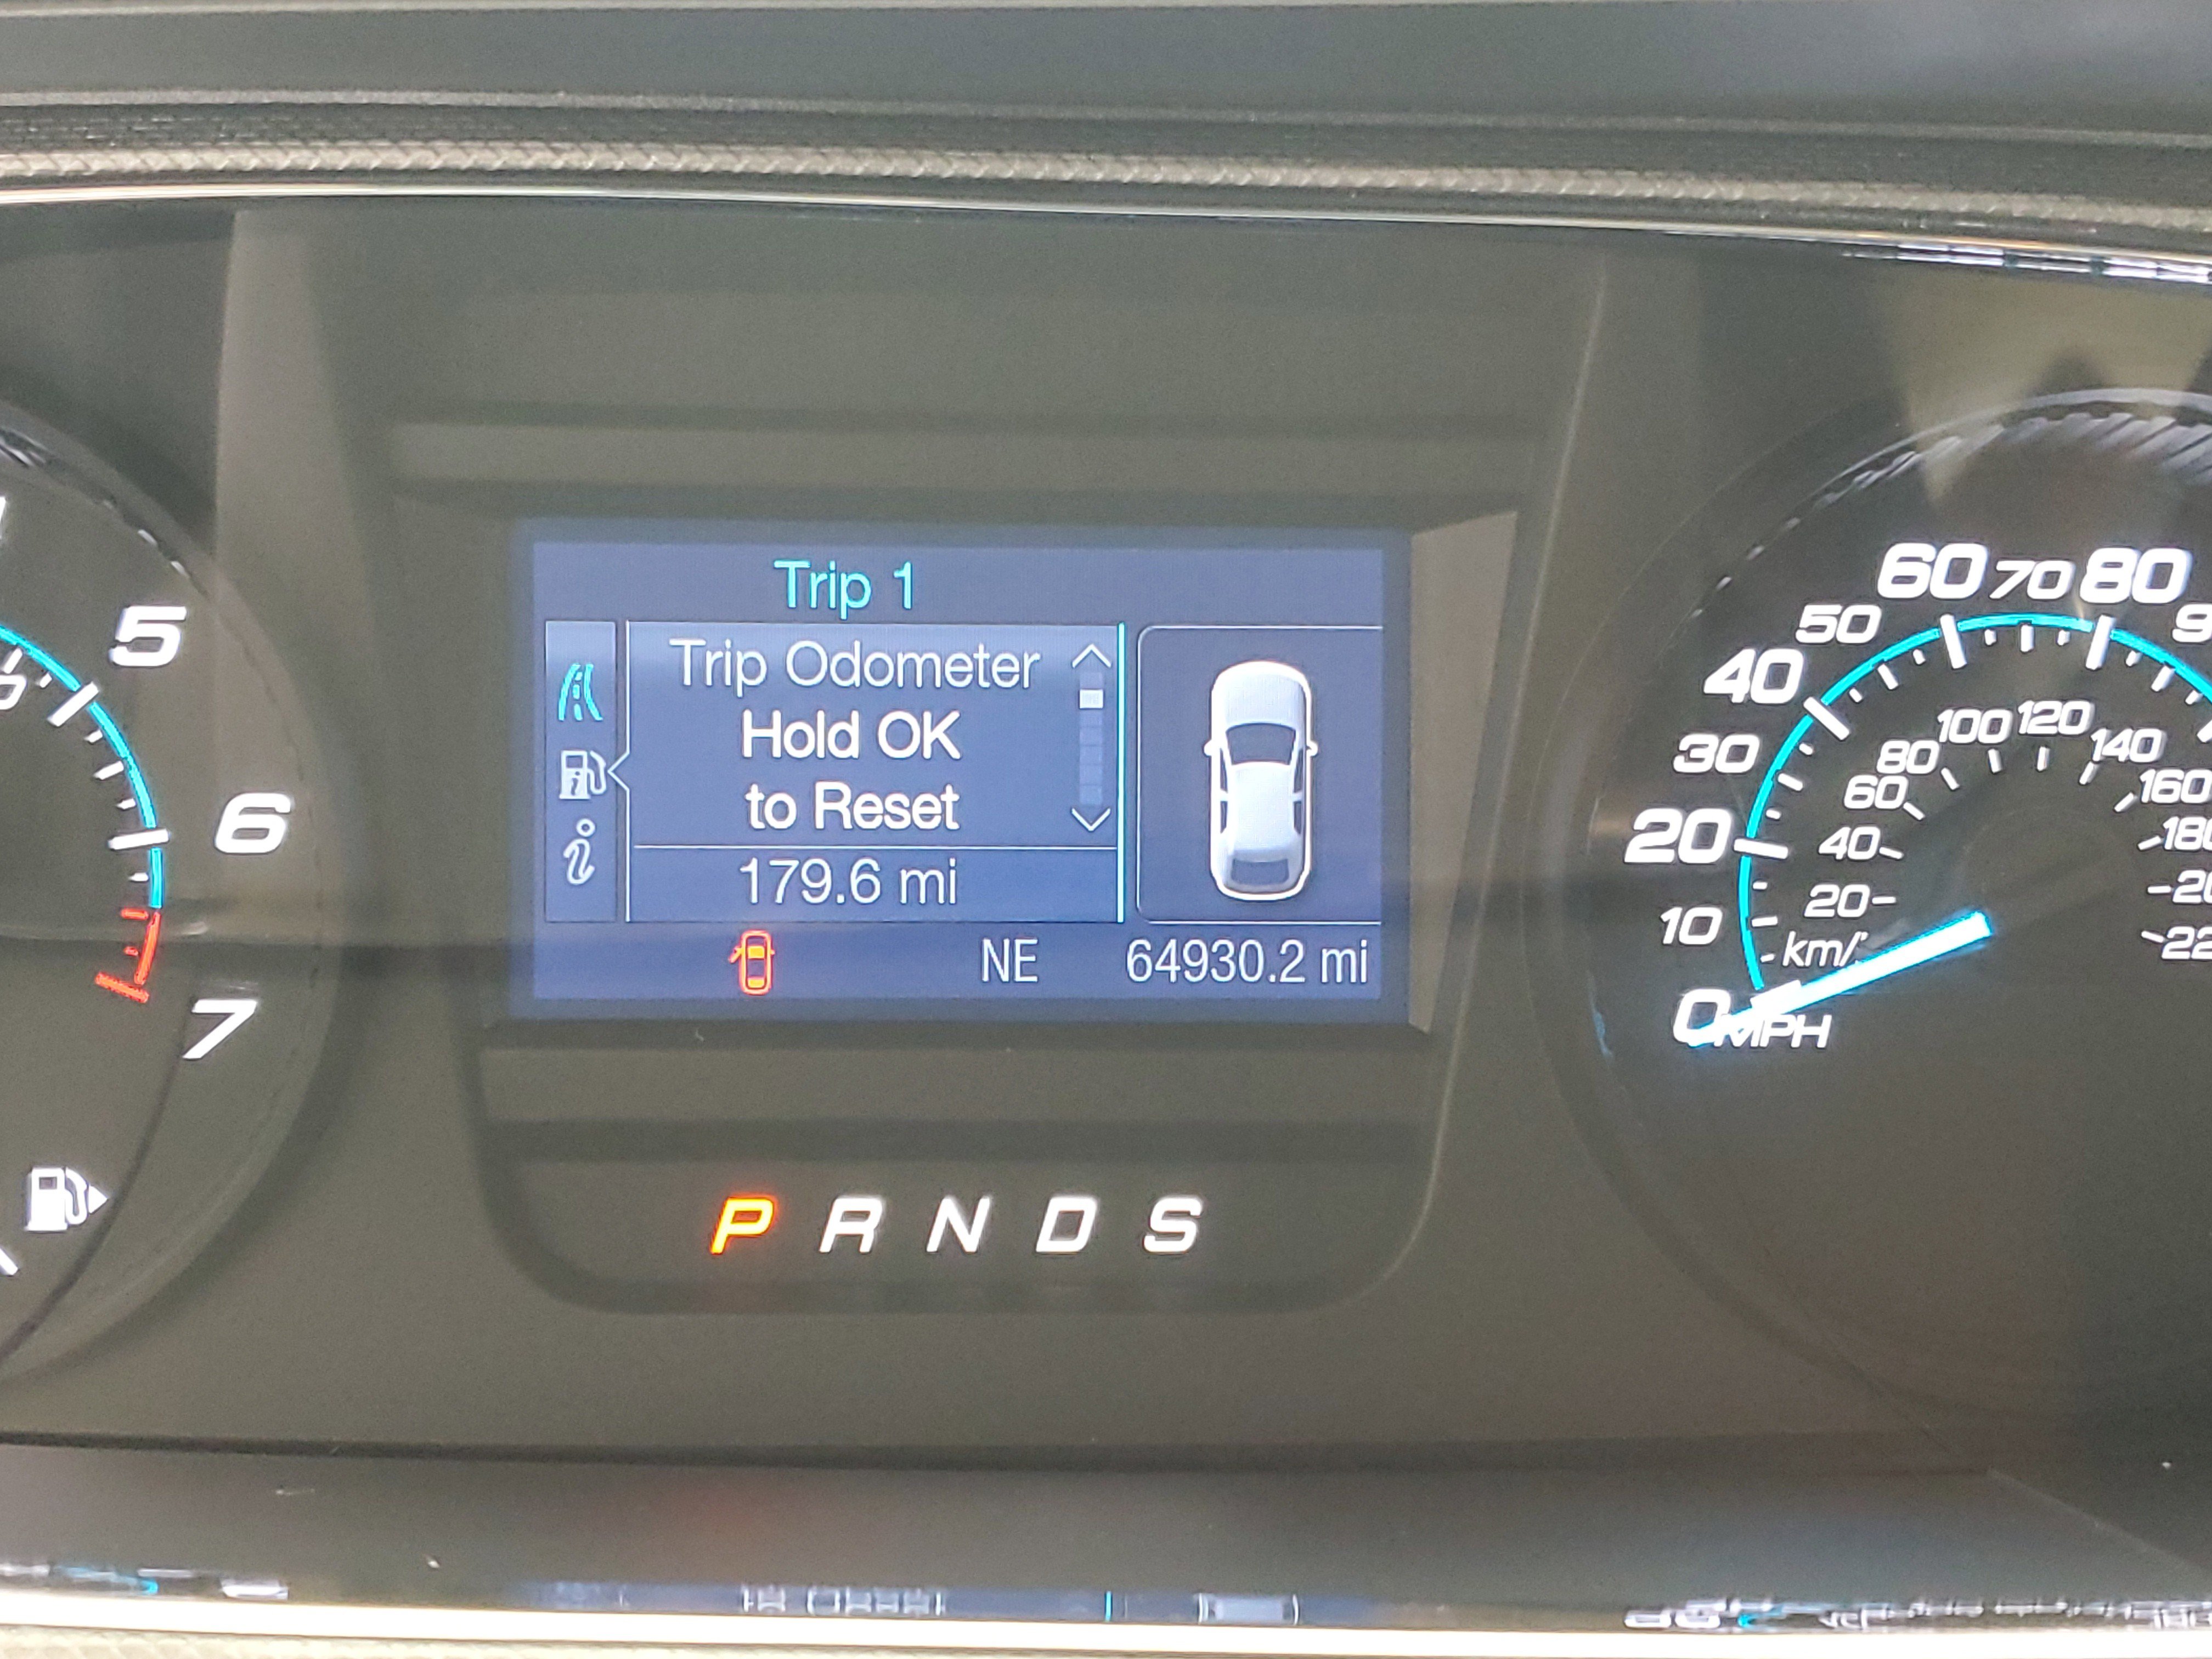 Trip 1
Trip Odometer
Hold OK
to Reset
179.6 mi
NE 64930.2 mi
P R N D S
5
6
7
0
10
20
30
40
50
60
70
80
MPH
20
40
60
80
100
120
140
160
km/